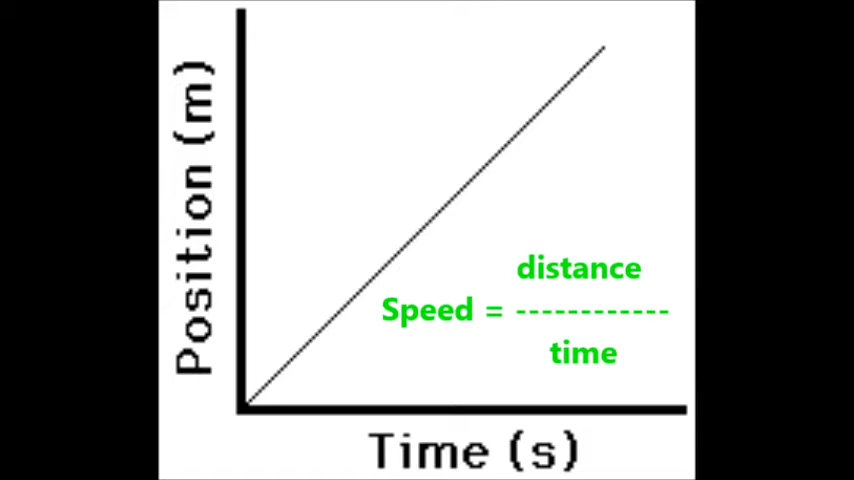 Position (m)
distance
Speed = ------------
time
Time (s)